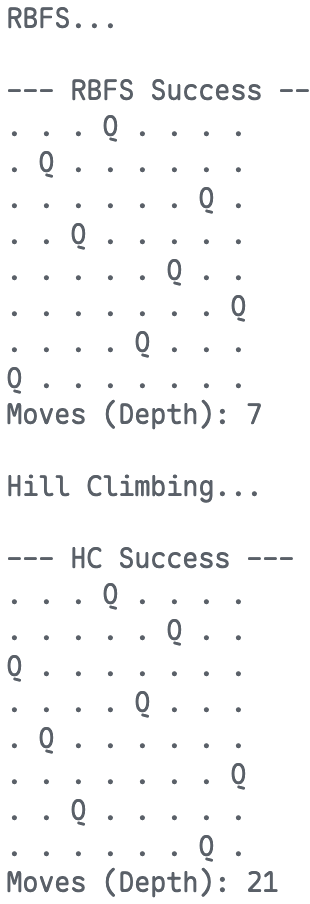 RBFS...

--- RBFS Success --
. . . Q . . . .
. Q . . . . . .
. . . . . . Q .
. . Q . . . . .
. . . . . Q . .
. . . . . . . Q
. . . . Q . . .
Q . . . . . . .
Moves (Depth): 7

Hill Climbing...

--- HC Success ---
. . . Q . . . .
. . . . . Q . .
Q . . . . . . .
. . . . Q . . .
. Q . . . . . .
. . . . . . . Q
. . Q . . . . .
. . . . . . Q .
Moves (Depth): 21